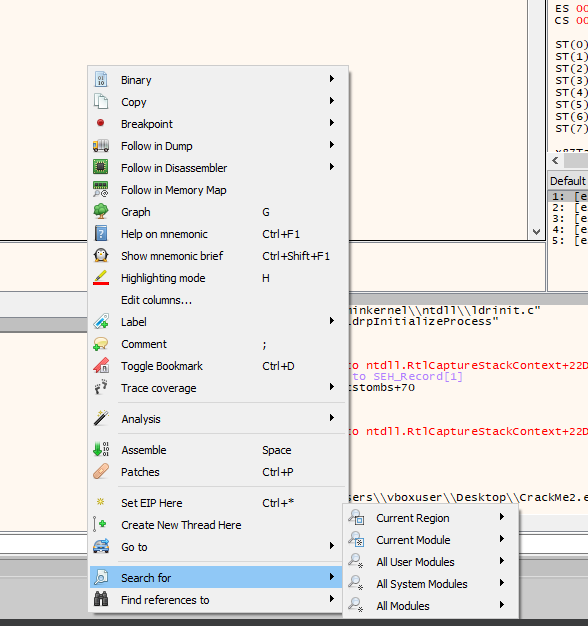 ES 00
CS 00
ST(0)
ST(1)
ST(2)
ST(3)
ST(4)
ST(5)
ST(6)
ST(7)
Default
1: [e
2: [e
3: [e
4: [e
5: [e
Binary
Copy
Breakpoint
Follow in Dump
Follow in Disassembler
Follow in Memory Map
Graph G
Help on mnemonic Ctrl+F1
Show mnemonic brief Ctrl+Shift+F1
Highlighting mode H
Edit columns...
Label
Comment ;
Toggle Bookmark Ctrl+D
Trace coverage
Analysis
Assemble Space
Patches Ctrl+P
Set EIP Here Ctrl+*
Create New Thread Here
Go to
Search for
Find references to
minkernel\\ntdll\\ldrinit.c"
drpInitializeProcess"
to ntdll.RtlCaptureStackContext+22D
to SEH_Record[1]
tstombs+70
to ntdll.RtlCaptureStackContext+22D
sers\\vboxuser\\Desktop\\CrackMe2.e
Current Region
Current Module
All User Modules
All System Modules
All Modules